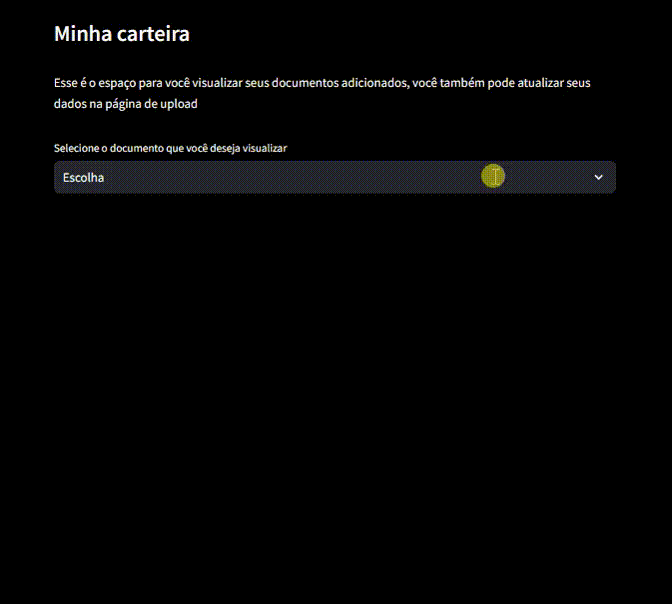 Minha carteira
Esse é o espaço para você visualizar seus documentos adicionados, você também pode atualizar seus
dados na página de upload
Selecione o documento que você deseja visualizar
Escolha